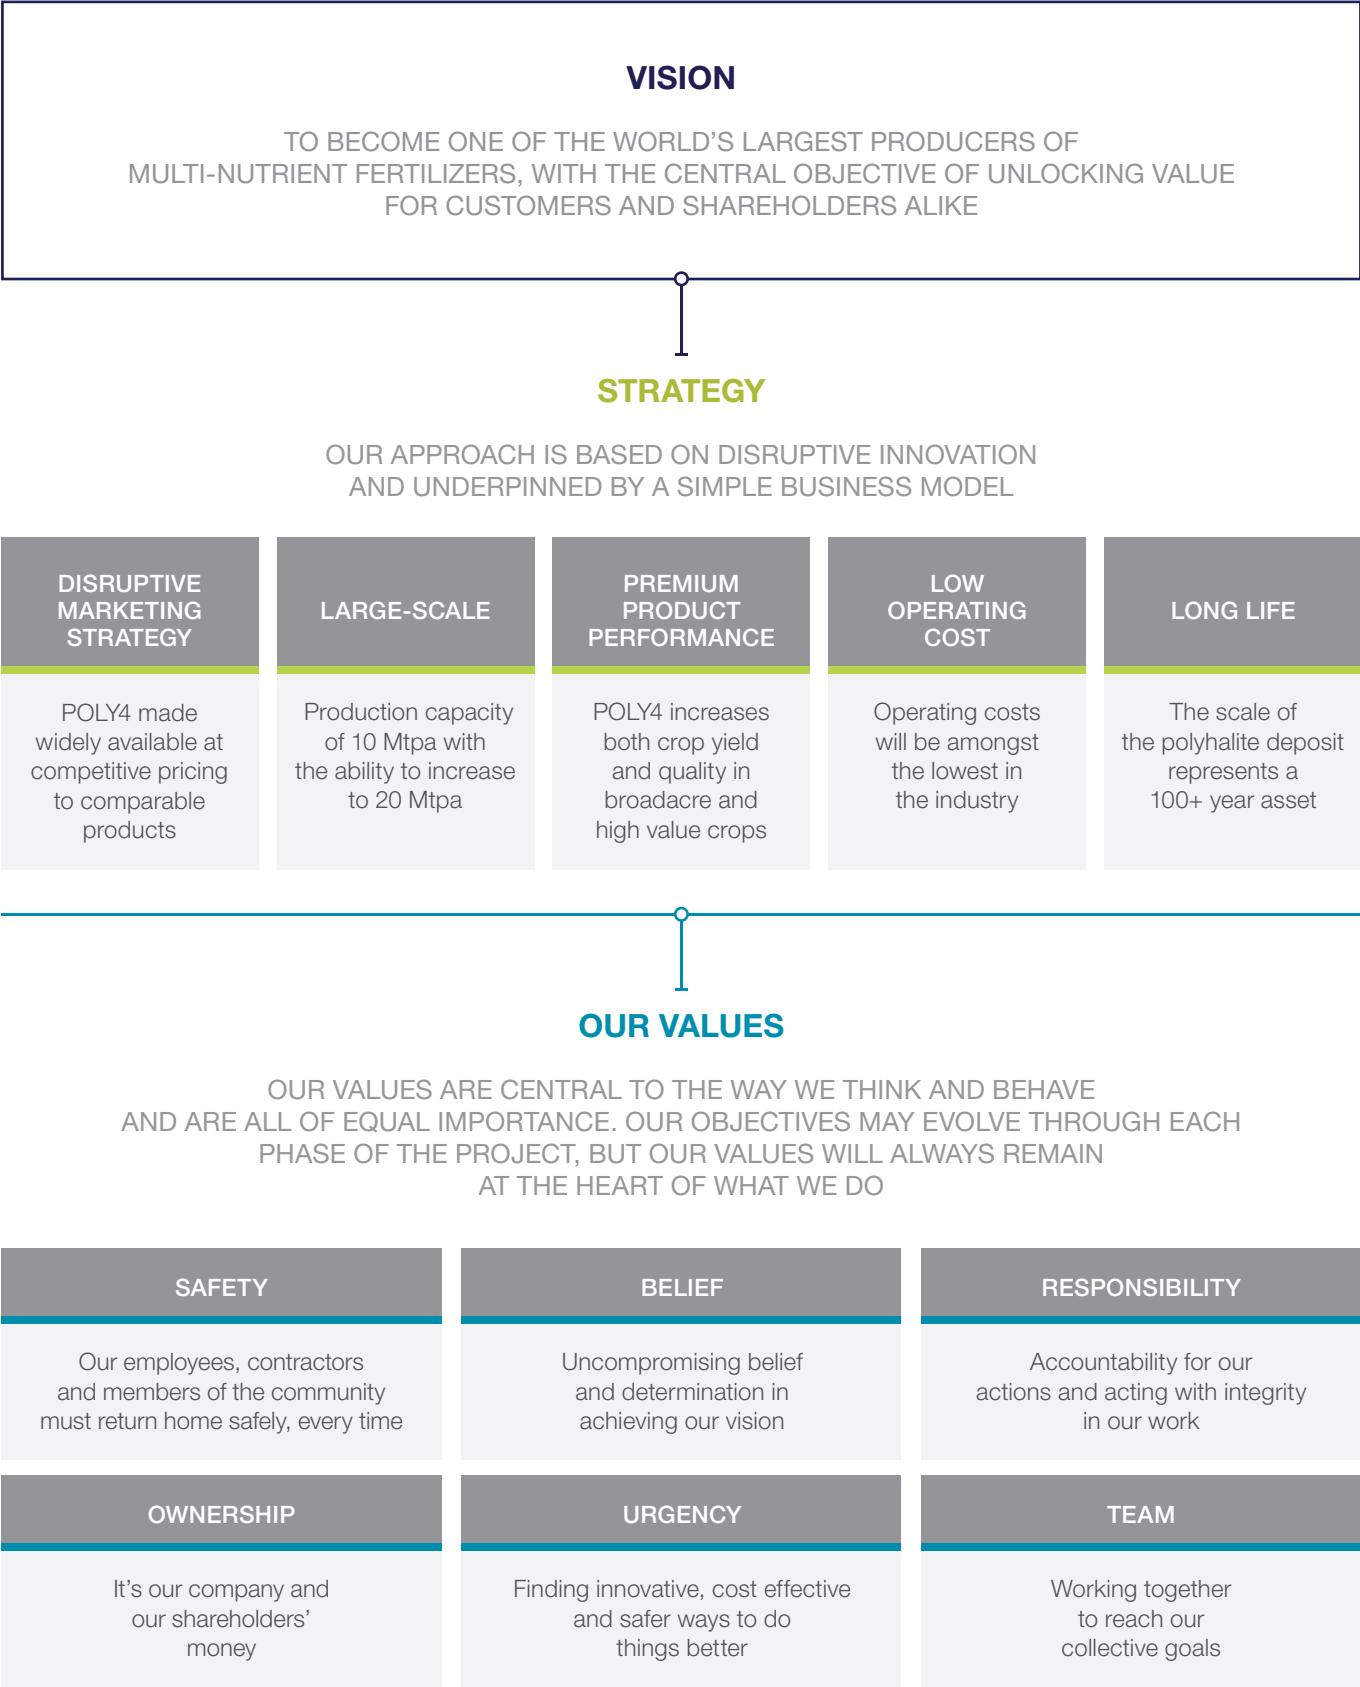 VISION
TO BECOME ONE OF THE WORLD'S LARGEST PRODUCERS OF
MULTI-NUTRIENT FERTILIZERS, WITH THE CENTRAL OBJECTIVE OF UNLOCKING VALUE
FOR CUSTOMERS AND SHAREHOLDERS ALIKE
STRATEGY
OUR APPROACH IS BASED ON DISRUPTIVE INNOVATION
AND UNDERPINNED BY A SIMPLE BUSINESS MODEL
DISRUPTIVE
MARKETING
STRATEGY
POLY4 made
widely available at
competitive pricing
to comparable
products
LARGE-SCALE
Production capacity
of 10 Mtpa with
the ability to increase
to 20 Mtpa
PREMIUM
PRODUCT
PERFORMANCE
POLY4 increases
both crop yield
and quality in
broadacre and
high value crops
LOW
OPERATING
COST
Operating costs
will be amongst
the lowest in
the industry
LONG LIFE
The scale of
the polyhalite deposit
represents a
100+ year asset
OUR VALUES
OUR VALUES ARE CENTRAL TO THE WAY WE THINK AND BEHAVE
AND ARE ALL OF EQUAL IMPORTANCE. OUR OBJECTIVES MAY EVOLVE THROUGH EACH
PHASE OF THE PROJECT, BUT OUR VALUES WILL ALWAYS REMAIN
AT THE HEART OF WHAT WE DO
SAFETY
Our employees, contractors
and members of the community
must return home safely, every time
BELIEF
Uncompromising belief
and determination in
achieving our vision
RESPONSIBILITY
Accountability for our
actions and acting with integrity
in our work
OWNERSHIP
It's our company and
our shareholders'
money
URGENCY
Finding innovative, cost effective
and safer ways to do
things better
TEAM
Working together
to reach our
collective goals